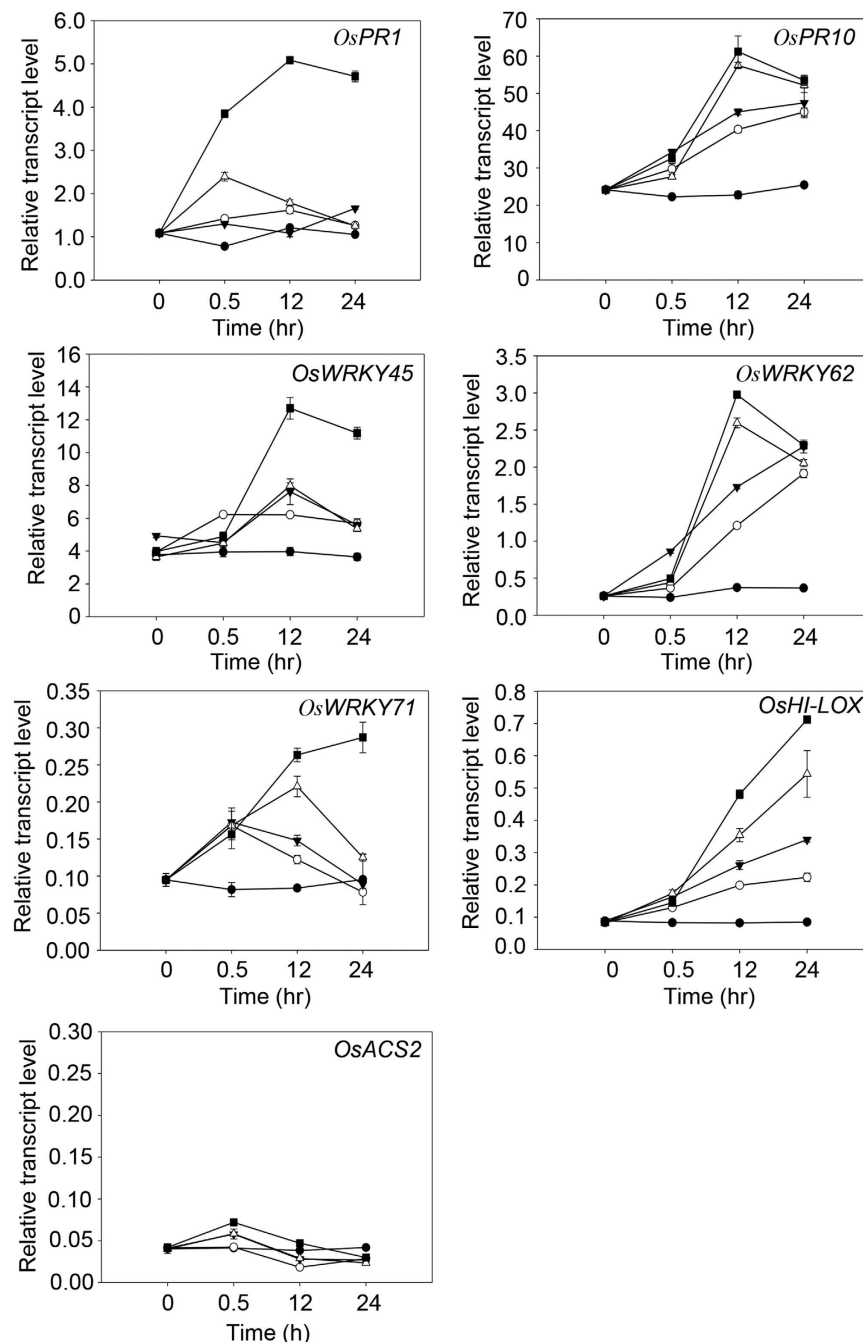 OsPR1
Relative transcript level
6.0
5.0
4.0
3.0
2.0
1.0
0.0
0 0.5 12 24
Time (hr)
OsPR10
Relative transcript level
70
60
50
40
30
20
10
0
0 0.5 12 24
Time (hr)
OsWRKY45
Relative transcript level
16
14
12
10
8
6
4
2
0
0 0.5 12 24
Time (hr)
OsWRKY62
Relative transcript level
3.5
3.0
2.5
2.0
1.5
1.0
0.5
0.0
0 0.5 12 24
Time (hr)
OsWRKY71
Relative transcript level
0.35
0.30
0.25
0.20
0.15
0.10
0.05
0.00
0 0.5 12 24
Time (hr)
OsHI-LOX
Relative transcript level
0.8
0.7
0.6
0.5
0.4
0.3
0.2
0.1
0.0
0 0.5 12 24
Time (hr)
OsACS2
Relative transcript level
0.30
0.25
0.20
0.15
0.10
0.05
0.00
0 0.5 12 24
Time (h)